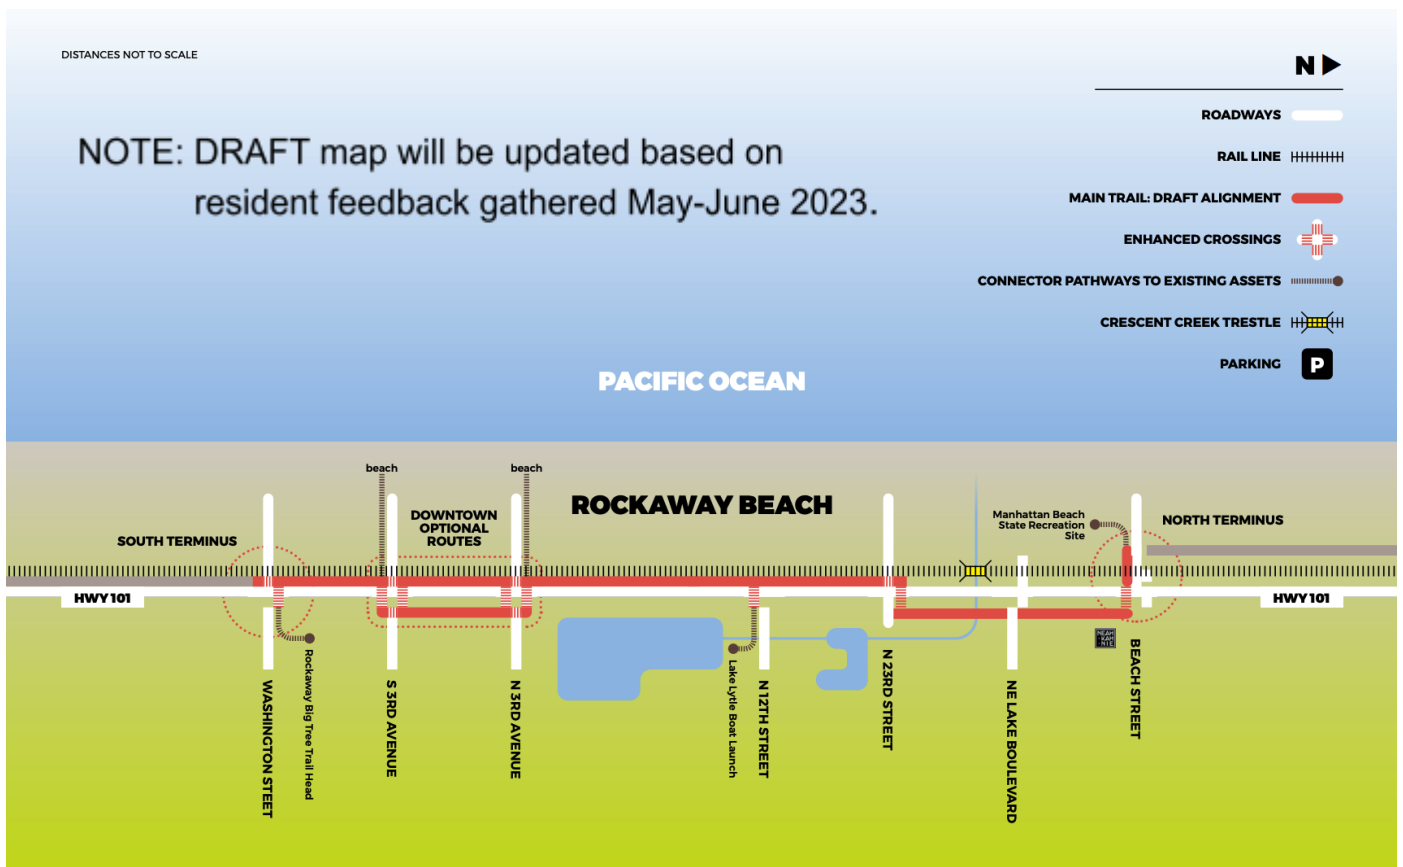 DISTANCES NOT TO SCALE
NOTE: DRAFT map will be updated based on
resident feedback gathered May-June 2023.
N
ROADWAYS
RAIL LINE
MAIN TRAIL: DRAFT ALIGNMENT
ENHANCED CROSSINGS
CONNECTOR PATHWAYS TO EXISTING ASSETS
CRESCENT CREEK TRESTLE
PARKING
P
PACIFIC OCEAN
beach
beach
ROCKAWAY BEACH
DOWNTOWN
OPTIONAL
ROUTES
Manhattan Beach
State Recreation
Site
NORTH TERMINUS
SOUTH TERMINUS
HWY 101
HWY 101
WASHINGTON STEET
Rockaway Big Tree Trail Head
S 3RD AVENUE
N 3RD AVENUE
Lake Lytle Boat Launch
N 12TH STREET
N 23RD STREET
NE LAKE BOULEVARD
NEAH
KAH
NIE
BEACH STREET